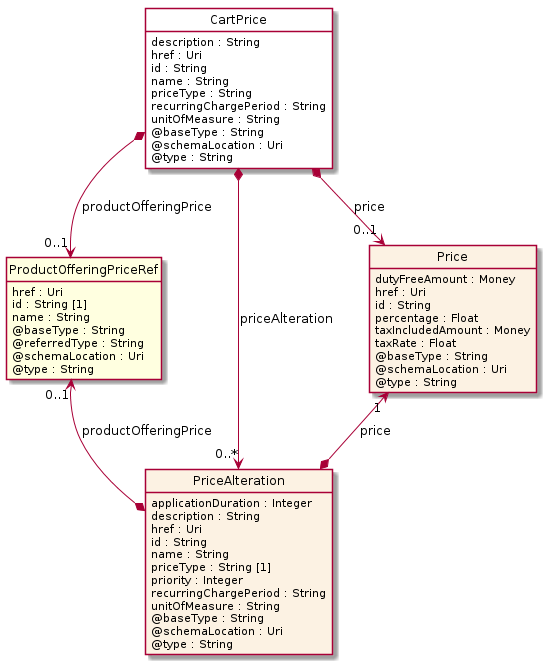 CartPrice
description : String
href : Uri
id : String
name : String
priceType : String
recurringChargePeriod : String
unitOfMeasure : String
@baseType : String
@schemaLocation : Uri
@type : String
productOfferingPrice
0..1
price
0..1
priceAlteration
0..*
ProductOfferingPriceRef
href : Uri
id : String [1]
name : String
@baseType : String
@referredType : String
@schemaLocation : Uri
@type : String
Price
dutyFreeAmount : Money
href : Uri
id : String
percentage : Float
taxIncludedAmount : Money
taxRate : Float
@baseType : String
@schemaLocation : Uri
@type : String
0..1
productOfferingPrice
1
price
PriceAlteration
applicationDuration : Integer
description : String
href : Uri
id : String
name : String
priceType : String [1]
priority : Integer
recurringChargePeriod : String
unitOfMeasure : String
@baseType : String
@schemaLocation : Uri
@type : String